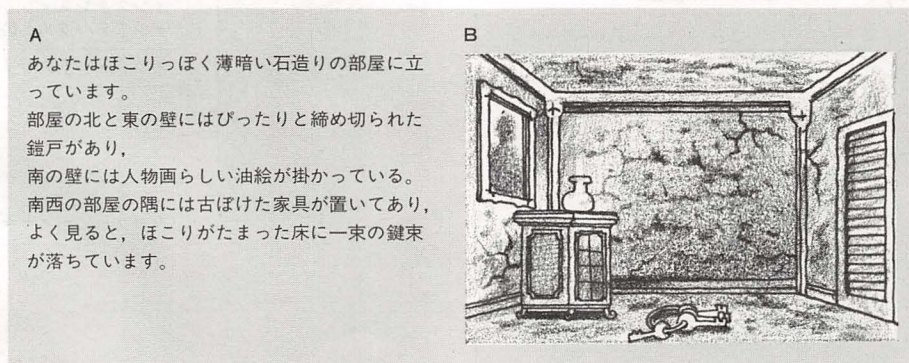 A
あなたはほこりっぽく薄暗い石造りの部屋に立
っています。
部屋の北と東の壁にはぴったりと締め切られた
鎧戸があり，
南の壁には人物画らしい油絵が掛かっている。
南西の部屋の隅には古ぼけた家具が置いてあり，
よく見ると，ほこりがたまった床に一束の鍵束
が落ちています。
B